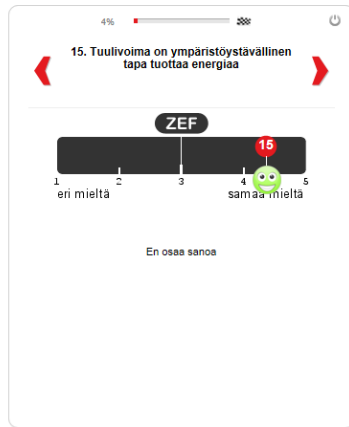 4%
15. Tuulivoima on ympäristöystävällinen
tapa tuottaa energiaa
ZEF
15
1 2 3 4 5
eri mieltä samaa mieltä
En osaa sanoa